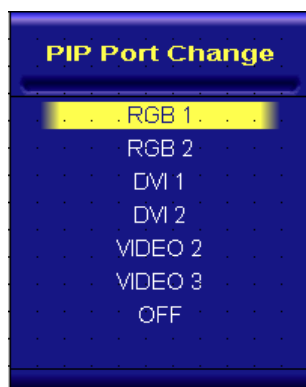 PIP Port Change
RGB 1
RGB 2
DVI 1
DVI 2
VIDEO 2
VIDEO 3
OFF